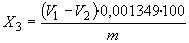 X₃ = (V₁ − V₂)·0,001349·100 / m